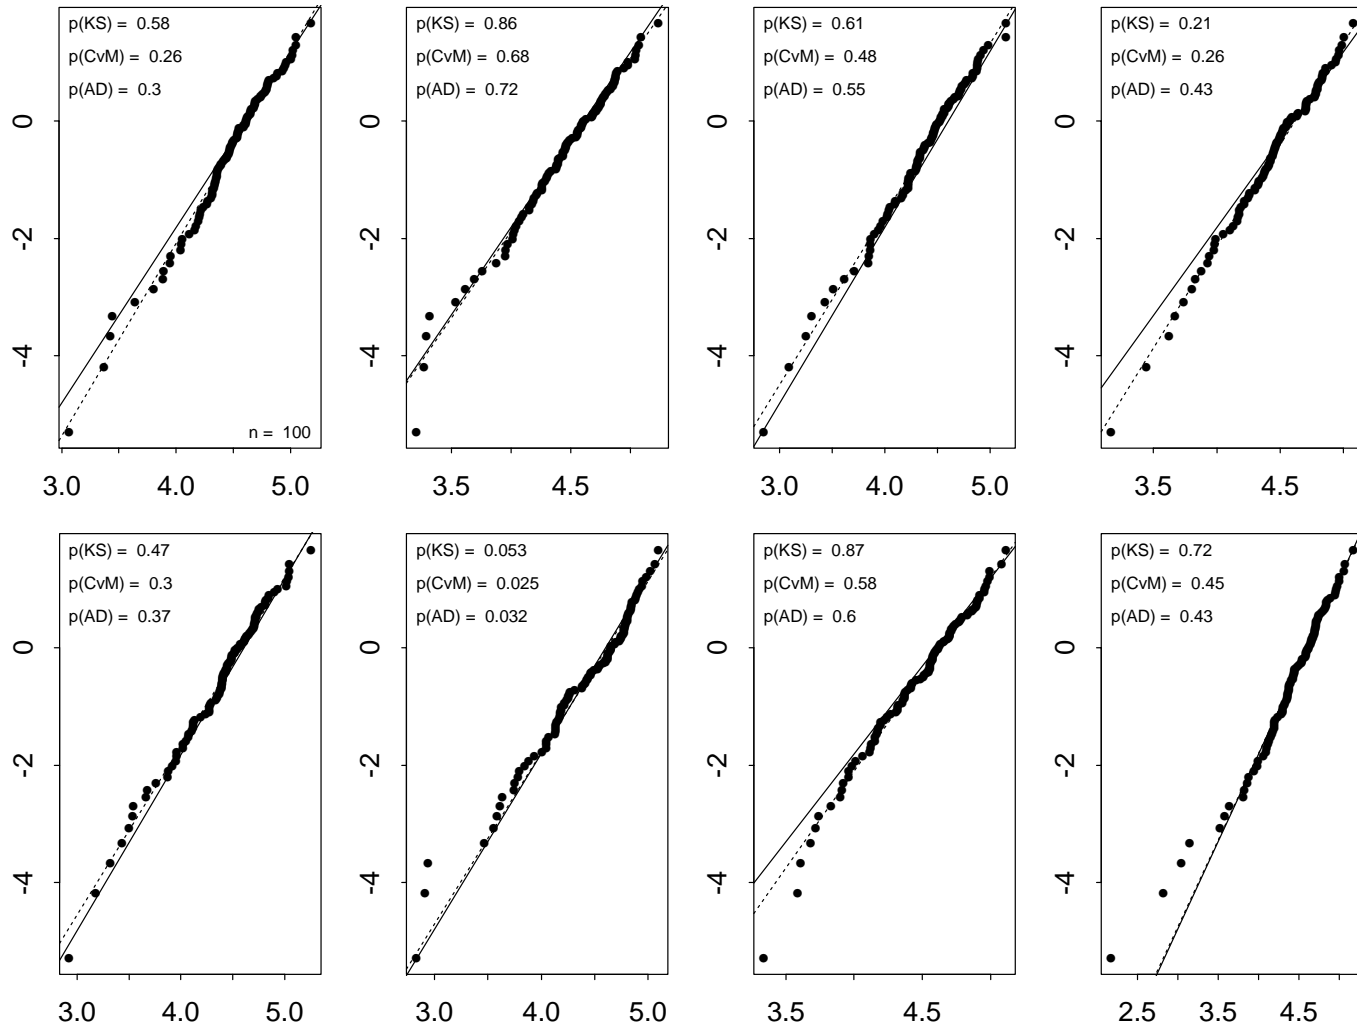 p(KS) = 0.58
p(CvM) = 0.26
p(AD) = 0.3
n = 100
0
-2
-4
3.0 4.0 5.0
p(KS) = 0.86
p(CvM) = 0.68
p(AD) = 0.72
0
-2
-4
3.5 4.5
p(KS) = 0.61
p(CvM) = 0.48
p(AD) = 0.55
0
-2
-4
3.0 4.0 5.0
p(KS) = 0.21
p(CvM) = 0.26
p(AD) = 0.43
0
-2
-4
3.5 4.5
p(KS) = 0.47
p(CvM) = 0.3
p(AD) = 0.37
0
-2
-4
3.0 4.0 5.0
p(KS) = 0.053
p(CvM) = 0.025
p(AD) = 0.032
0
-2
-4
3.0 4.0 5.0
p(KS) = 0.87
p(CvM) = 0.58
p(AD) = 0.6
0
-2
-4
3.5 4.5
p(KS) = 0.72
p(CvM) = 0.45
p(AD) = 0.43
0
-2
-4
2.5 3.5 4.5